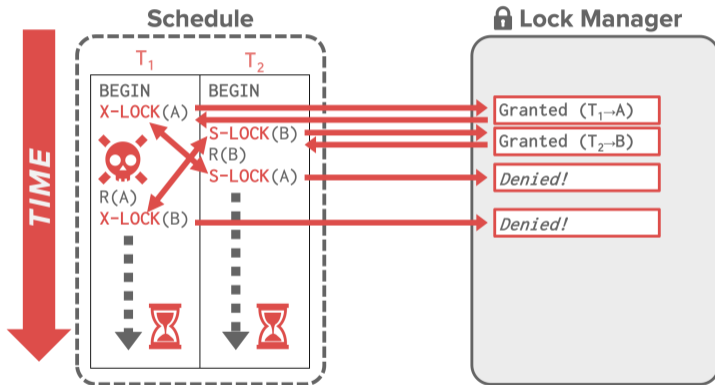 Schedule
Lock Manager
TIME
T1
T2
BEGIN
BEGIN
X-LOCK(A)
Granted (T1→A)
S-LOCK(B)
Granted (T2→B)
R(B)
S-LOCK(A)
Denied!
R(A)
X-LOCK(B)
Denied!